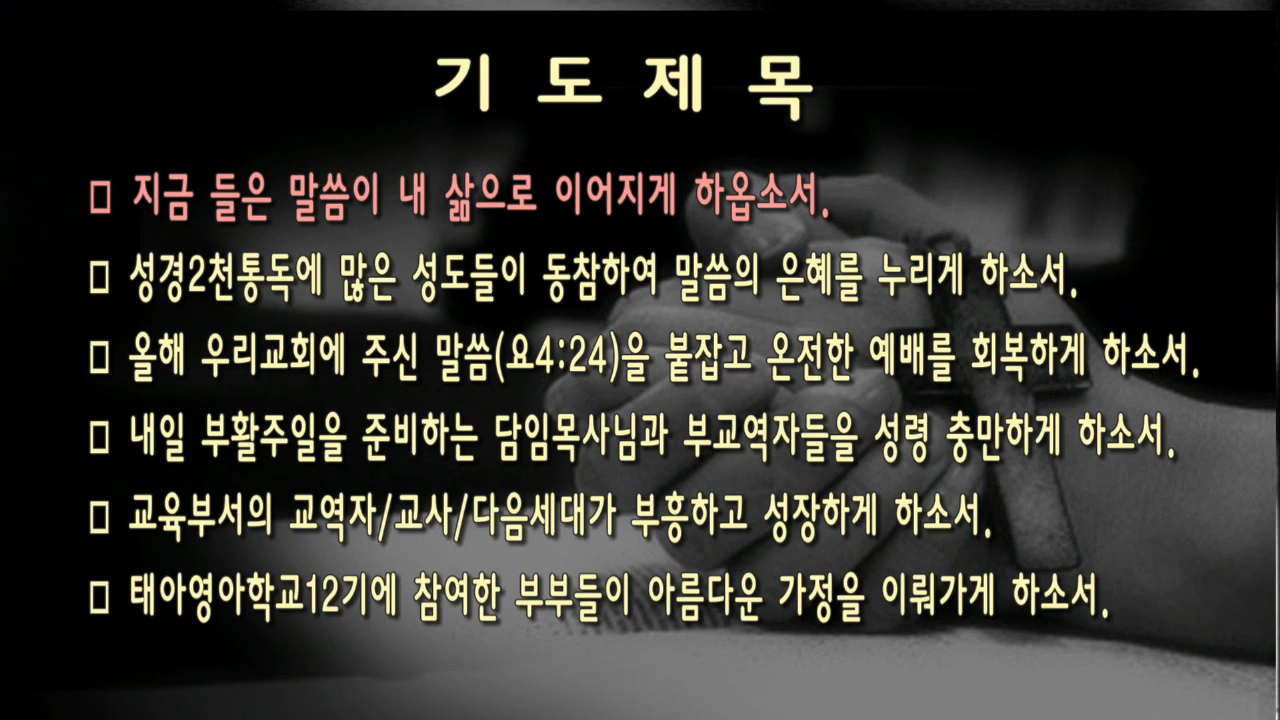 기 도 제 목
□ 지금 들은 말씀이 내 삶으로 이어지게 하옵소서.
□ 성경2천통독에 많은 성도들이 동참하여 말씀의 은혜를 누리게 하소서.
□ 올해 우리교회에 주신 말씀(요4:24)을 붙잡고 온전한 예배를 회복하게 하소서.
□ 내일 부활주일을 준비하는 담임목사님과 부교역자들을 성령 충만하게 하소서.
□ 교육부서의 교역자/교사/다음세대가 부흥하고 성장하게 하소서.
□ 태아영아학교12기에 참여한 부부들이 아름다운 가정을 이뤄가게 하소서.